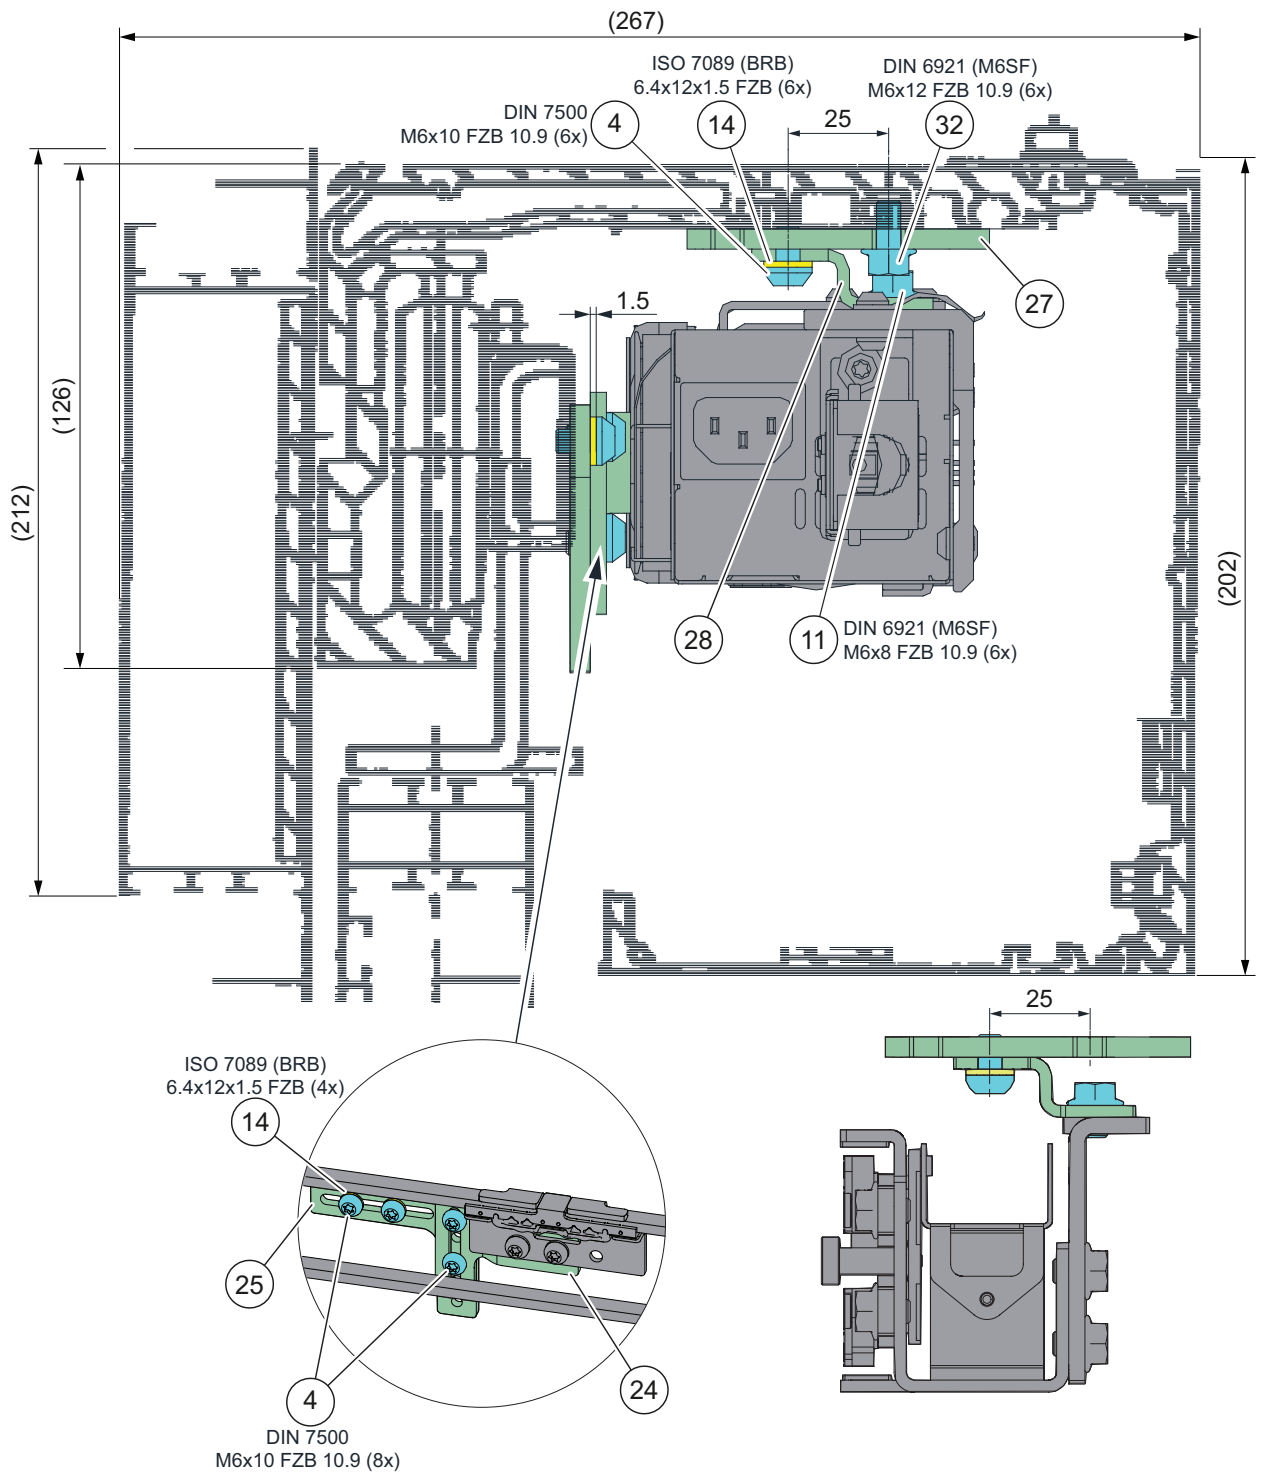 (267)
ISO 7089 (BRB)
6.4x12x1.5 FZB (6x)
DIN 6921 (M6SF)
M6x12 FZB 10.9 (6x)
DIN 7500
M6x10 FZB 10.9 (6x)
4
14
25
32
27
1.5
(126)
(212)
(202)
28
11
DIN 6921 (M6SF)
M6x8 FZB 10.9 (6x)
25
ISO 7089 (BRB)
6.4x12x1.5 FZB (4x)
14
25
4
24
DIN 7500
M6x10 FZB 10.9 (8x)